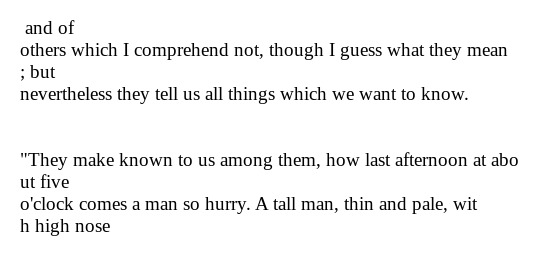 and of
others which I comprehend not, though I guess what they mean
; but
nevertheless they tell us all things which we want to know.
"They make known to us among them, how last afternoon at abo
ut five
o'clock comes a man so hurry. A tall man, thin and pale, wit
h high nose